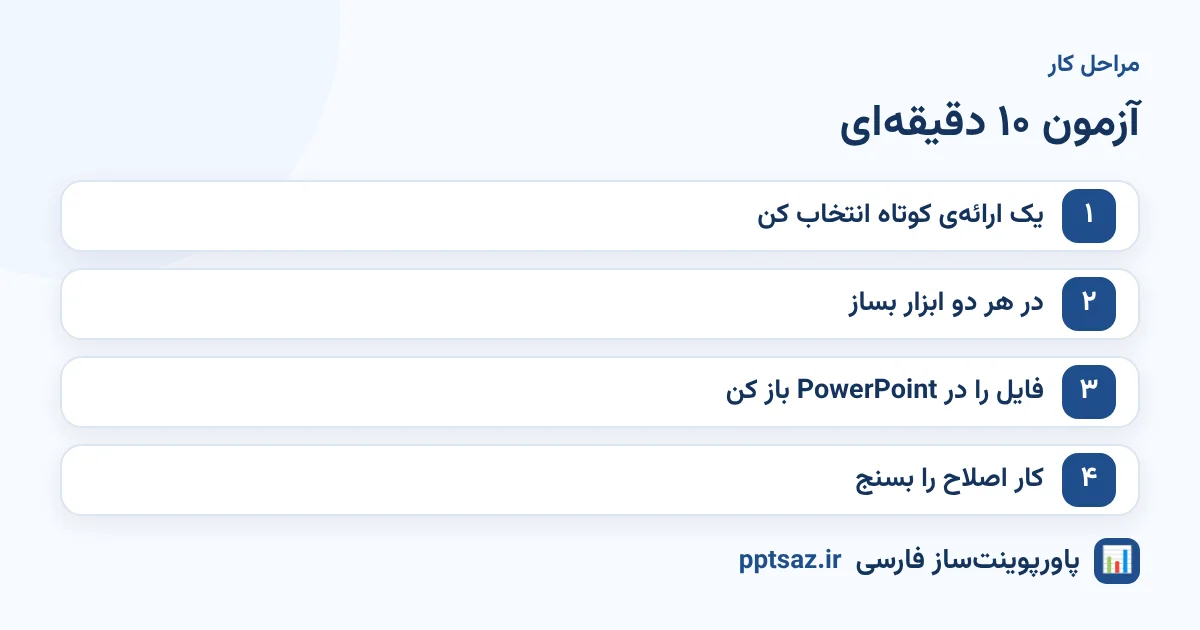 مراحل کار
آزمون ۱۰ دقیقه‌ای
۱ یک ارائه‌ی کوتاه انتخاب کن
۲ در هر دو ابزار بساز
۳ فایل را در PowerPoint باز کن
۴ کار اصلاح را بسنج
پاورپوینت‌ساز فارسی pptsaz.ir